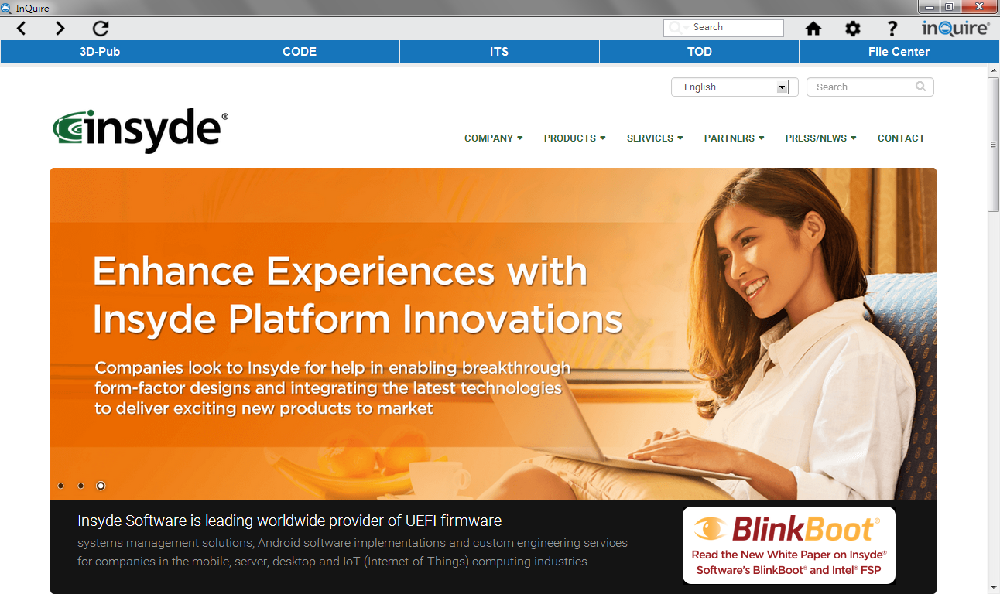 InQuire
Search
inQuire®
3D-Pub
CODE
ITS
TOD
File Center
English
Search
insyde®
COMPANY
PRODUCTS
SERVICES
PARTNERS
PRESS/NEWS
CONTACT
Enhance Experiences with
Insyde Platform Innovations
Companies look to Insyde for help in enabling breakthrough
form-factor designs and integrating the latest technologies
to deliver exciting new products to market
Insyde Software is leading worldwide provider of UEFI firmware
systems management solutions, Android software implementations and custom engineering services
for companies in the mobile, server, desktop and IoT (Internet-of-Things) computing industries.
BlinkBoot®
Read the New White Paper on Insyde®
Software's BlinkBoot® and Intel® FSP